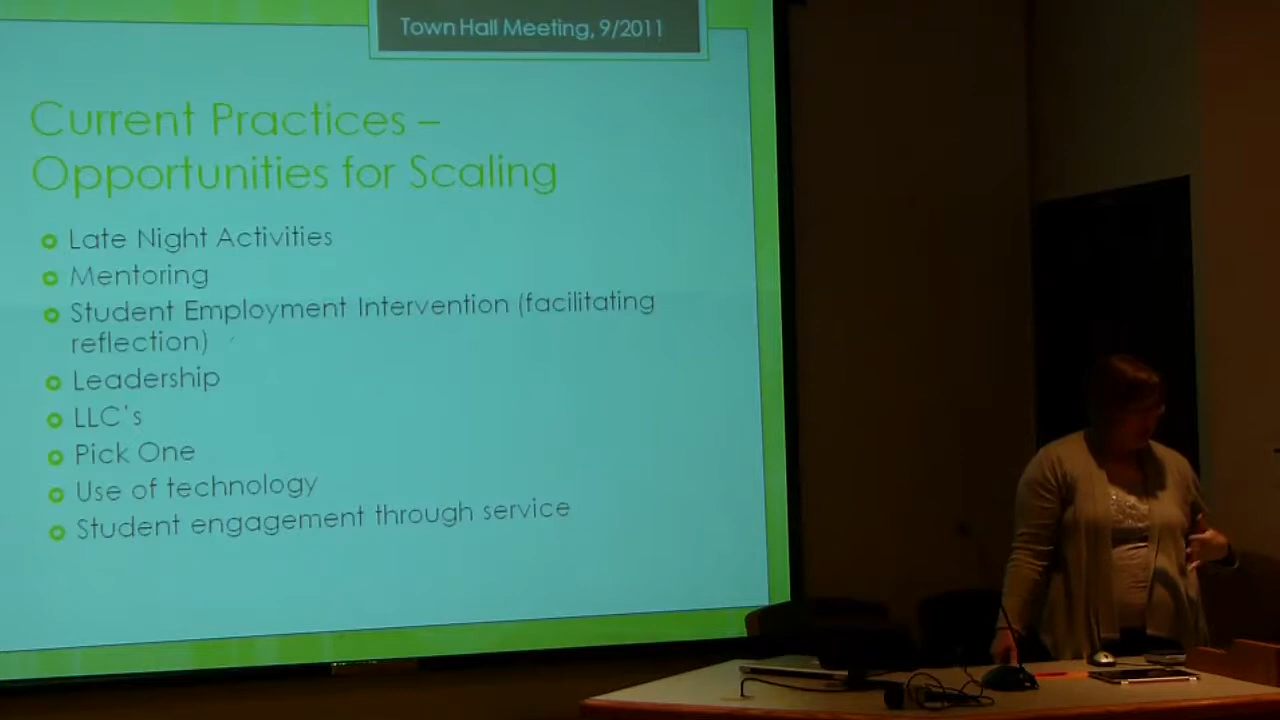 Town Hall Meeting, 9/2011
Current Practices –
Opportunities for Scaling
Late Night Activities
Mentoring
Student Employment Intervention (facilitating
reflection)
Leadership
LLC's
Pick One
Use of technology
Student engagement through service